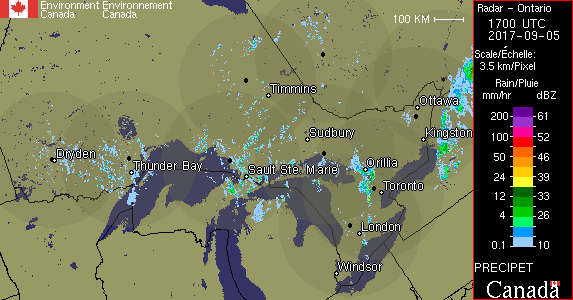 Environment Environnement
Canada Canada
100 KM
Timmins
Ottawa
Sudbury
Kingston
Dryden
Thunder Bay
Sault Ste. Marie
Orillia
Toronto
London
Windsor
Radar - Ontario
1700 UTC
2017-09-05
Scale/Échelle:
3.5 km/Pixel
Rain/Pluie
mm/hr dBZ
200 61
100 52
50 46
24 39
12 33
4 26
0.1 10
PRECIPET
Canada